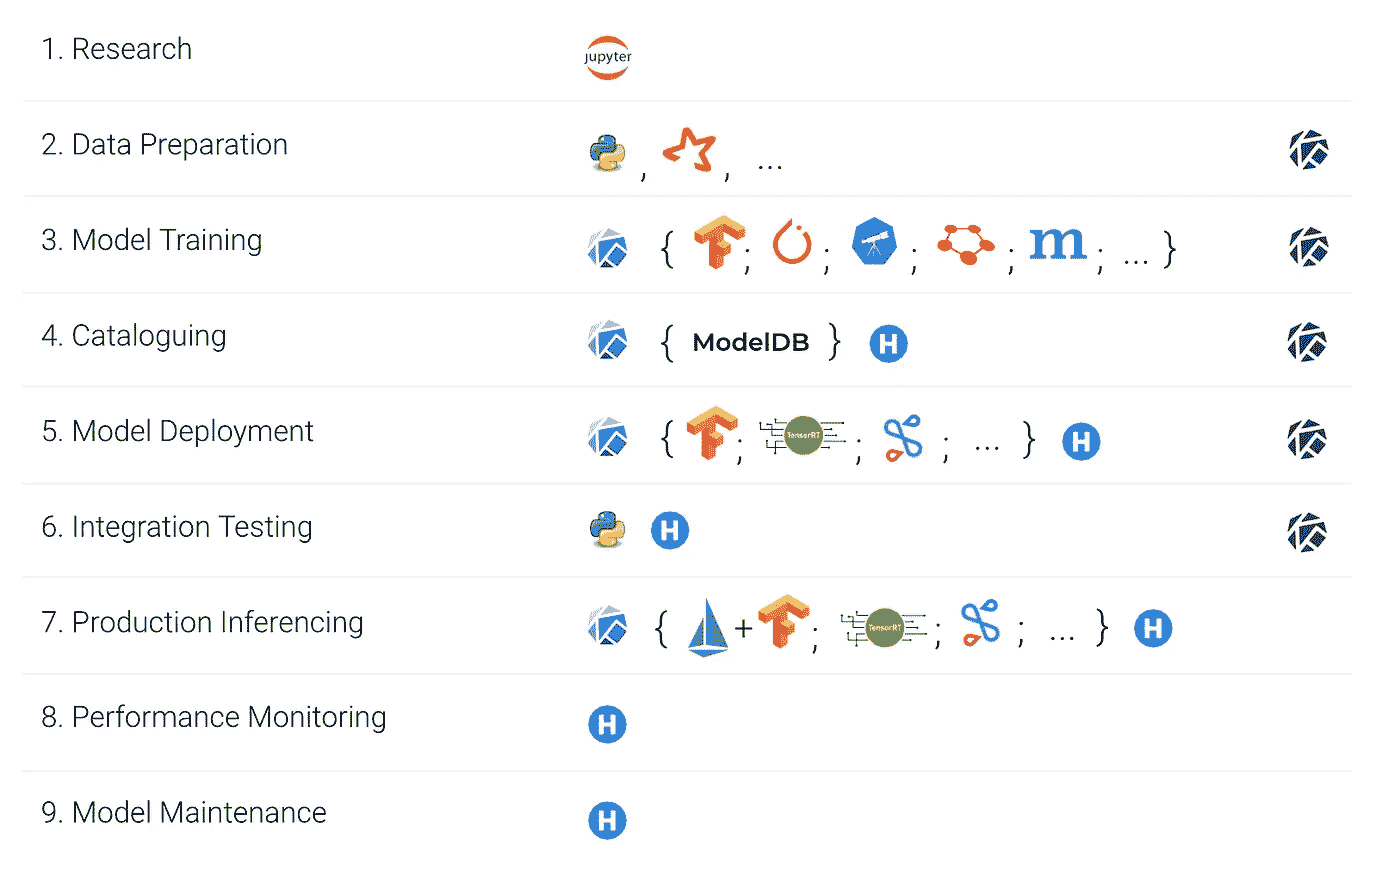 1. Research jupyter
2. Data Preparation , , ...
3. Model Training { ; ; ; ; m ; ... }
4. Cataloguing { ModelDB } H
5. Model Deployment { ; TensorRT ; ; ... } H
6. Integration Testing H
7. Production Inferencing { + ; TensorRT ; ; ... } H
8. Performance Monitoring H
9. Model Maintenance H